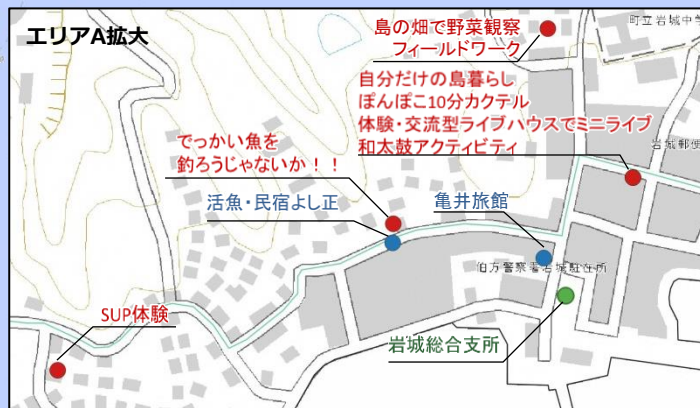 エリアA拡大
島の畑で野菜観察
フィールドワーク
町立岩城中学
自分だけの島暮らし
ぽんぽこ10分カクテル
体験・交流型ライブハウスでミニライブ
和太鼓アクティビティ
岩城郵便
でっかい魚を
釣ろうじゃないか！！
活魚・民宿よし正
亀井旅館
伯方警察署岩城駐在所
SUP体験
岩城総合支所